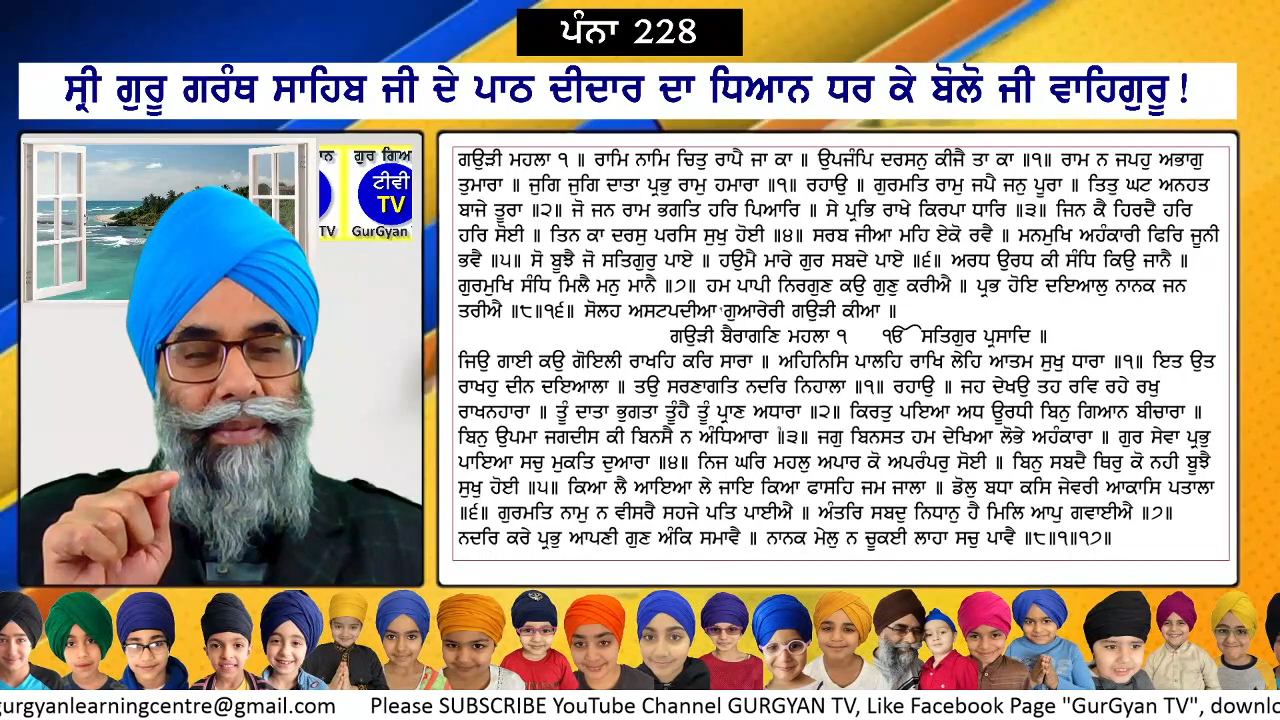 ਪੰਨਾ 228
ਸ੍ਰੀ ਗੁਰੂ ਗਰੰਥ ਸਾਹਿਬ ਜੀ ਦੇ ਪਾਠ ਦੀਦਾਰ ਦਾ ਧਿਆਨ ਧਰ ਕੇ ਬੋਲੋ ਜੀ ਵਾਹਿਗੁਰੂ!
ਗੁਰ ਗਿਆ
ਟੀਵੀ
TV
TV GurGyan
ਗਉੜੀ ਮਹਲਾ ੧ ॥ ਰਾਮਿ ਨਾਮਿ ਚਿਤੁ ਰਾਪੈ ਜਾ ਕਾ ॥ ਉਪਜੰਪਿ ਦਰਸਨੁ ਕੀਜੈ ਤਾ ਕਾ ॥੧॥ ਰਾਮ ਨ ਜਪਹੁ ਅਭਾਗੁ
ਤੁਮਾਰਾ ॥ ਜੁਗਿ ਜੁਗਿ ਦਾਤਾ ਪ੍ਰਭੁ ਰਾਮੁ ਹਮਾਰਾ ॥੧॥ ਰਹਾਉ ॥ ਗੁਰਮਤਿ ਰਾਮੁ ਜਪੈ ਜਨੁ ਪੂਰਾ ॥ ਤਿਤੁ ਘਟ ਅਨਹਤ
ਬਾਜੇ ਤੂਰਾ ॥੨॥ ਜੋ ਜਨ ਰਾਮ ਭਗਤਿ ਹਰਿ ਪਿਆਰਿ ॥ ਸੇ ਪ੍ਰਭਿ ਰਾਖੇ ਕਿਰਪਾ ਧਾਰਿ ॥੩॥ ਜਿਨ ਕੈ ਹਿਰਦੈ ਹਰਿ
ਹਰਿ ਸੋਈ ॥ ਤਿਨ ਕਾ ਦਰਸੁ ਪਰਸਿ ਸੁਖੁ ਹੋਈ ॥੪॥ ਸਰਬ ਜੀਆ ਮਹਿ ਏਕੋ ਰਵੈ ॥ ਮਨਮੁਖਿ ਅਹੰਕਾਰੀ ਫਿਰਿ ਜੂਨੀ
ਭਵੈ ॥੫॥ ਸੋ ਬੂਝੈ ਜੋ ਸਤਿਗੁਰੁ ਪਾਏ ॥ ਹਉਮੈ ਮਾਰੇ ਗੁਰ ਸਬਦੇ ਪਾਏ ॥੬॥ ਅਰਧ ਉਰਧ ਕੀ ਸੰਧਿ ਕਿਉ ਜਾਨੈ ॥
ਗੁਰਮੁਖਿ ਸੰਧਿ ਮਿਲੈ ਮਨੁ ਮਾਨੈ ॥੭॥ ਹਮ ਪਾਪੀ ਨਿਰਗੁਣ ਕਉ ਗੁਣੁ ਕਰੀਐ ॥ ਪ੍ਰਭ ਹੋਇ ਦਇਆਲੁ ਨਾਨਕ ਜਨ
ਤਰੀਐ ॥੮॥੧੬॥ ਸੋਲਹ ਅਸਟਪਦੀਆ ਗੁਆਰੇਰੀ ਗਉੜੀ ਕੀਆ ॥
ਗਉੜੀ ਬੈਰਾਗਣਿ ਮਹਲਾ ੧ ੴ ਸਤਿਗੁਰ ਪ੍ਰਸਾਦਿ ॥
ਜਿਉ ਗਾਈ ਕਉ ਗੋਇਲੀ ਰਾਖਹਿ ਕਰਿ ਸਾਰਾ ॥ ਅਹਿਨਿਸਿ ਪਾਲਹਿ ਰਾਖਿ ਲੇਹਿ ਆਤਮ ਸੁਖੁ ਧਾਰਾ ॥੧॥ ਇਤ ਉਤ
ਰਾਖਹੁ ਦੀਨ ਦਇਆਲਾ ॥ ਤਉ ਸਰਣਾਗਤਿ ਨਦਰਿ ਨਿਹਾਲਾ ॥੧॥ ਰਹਾਉ ॥ ਜਹ ਦੇਖਉ ਤਹ ਰਵਿ ਰਹੇ ਰਖੁ
ਰਾਖਨਹਾਰਾ ॥ ਤੂੰ ਦਾਤਾ ਭੁਗਤਾ ਤੂੰਹੈ ਤੂੰ ਪ੍ਰਾਣ ਅਧਾਰਾ ॥੨॥ ਕਿਰਤੁ ਪਇਆ ਅਧ ਊਰਧੀ ਬਿਨੁ ਗਿਆਨ ਬੀਚਾਰਾ ॥
ਬਿਨੁ ਉਪਮਾ ਜਗਦੀਸ ਕੀ ਬਿਨਸੈ ਨ ਅੰਧਿਆਰਾ ॥੩॥ ਜਗੁ ਬਿਨਸਤ ਹਮ ਦੇਖਿਆ ਲੋਭੇ ਅਹੰਕਾਰਾ ॥ ਗੁਰ ਸੇਵਾ ਪ੍ਰਭੁ
ਪਾਇਆ ਸਚੁ ਮੁਕਤਿ ਦੁਆਰਾ ॥੪॥ ਨਿਜ ਘਰਿ ਮਹਲੁ ਅਪਾਰ ਕੋ ਅਪਰੰਪਰੁ ਸੋਈ ॥ ਬਿਨੁ ਸਬਦੈ ਥਿਰੁ ਕੋ ਨਹੀ ਬੂਝੈ
ਸੁਖੁ ਹੋਈ ॥੫॥ ਕਿਆ ਲੈ ਆਇਆ ਲੇ ਜਾਇ ਕਿਆ ਫਾਸਹਿ ਜਮ ਜਾਲਾ ॥ ਡੋਲੁ ਬਧਾ ਕਸਿ ਜੇਵਰੀ ਆਕਾਸਿ ਪਤਾਲਾ
॥੬॥ ਗੁਰਮਤਿ ਨਾਮੁ ਨ ਵੀਸਰੈ ਸਹਜੇ ਪਤਿ ਪਾਈਐ ॥ ਅੰਤਰਿ ਸਬਦੁ ਨਿਧਾਨੁ ਹੈ ਮਿਲਿ ਆਪੁ ਗਵਾਈਐ ॥੭॥
ਨਦਰਿ ਕਰੇ ਪ੍ਰਭੁ ਆਪਣੀ ਗੁਣ ਅੰਕਿ ਸਮਾਵੈ ॥ ਨਾਨਕ ਮੇਲੁ ਨ ਚੂਕਈ ਲਾਹਾ ਸਚੁ ਪਾਵੈ ॥੮॥੧॥੧੭॥
gurgyanlearningcentre@gmail.com Please SUBSCRIBE YouTube Channel GURGYAN TV, Like Facebook Page "GurGyan TV", downlo